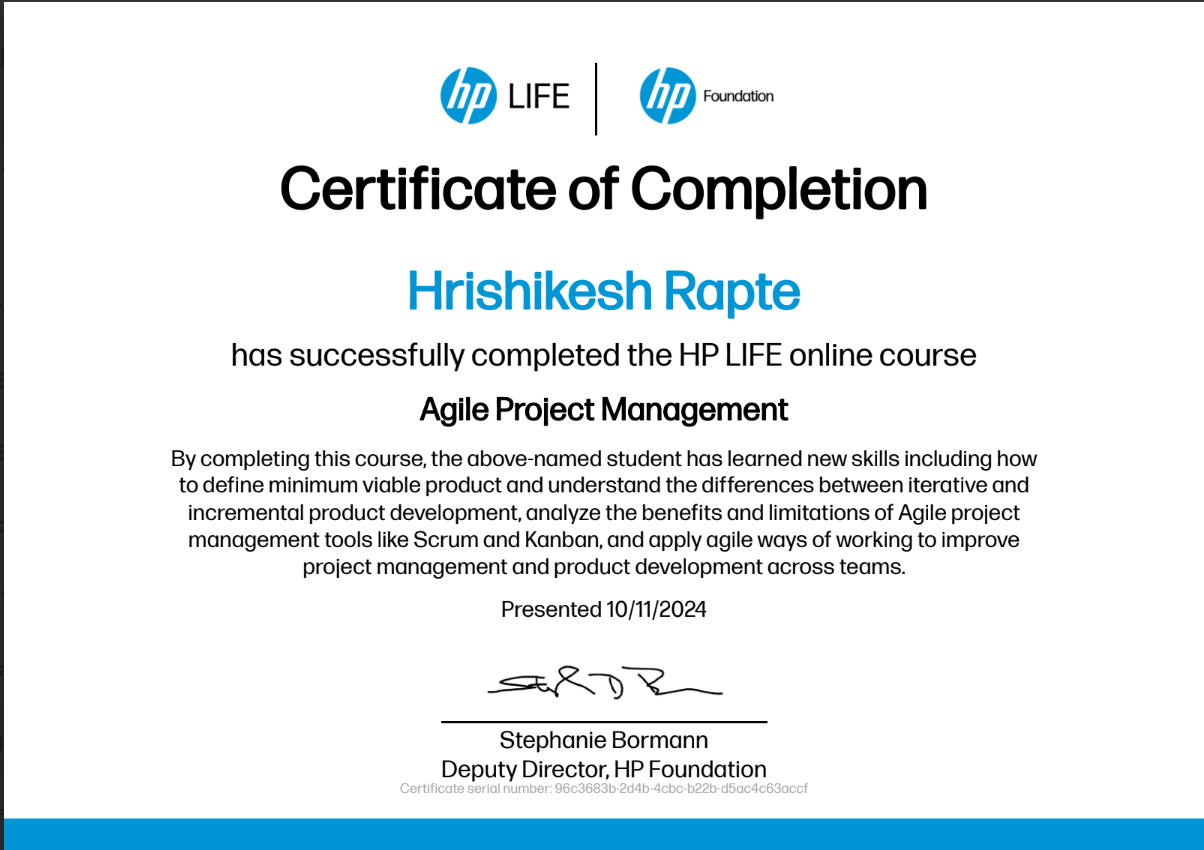 hp LIFE
hp Foundation
Certificate of Completion
Hrishikesh Rapte
has successfully completed the HP LIFE online course
Agile Project Management
By completing this course, the above-named student has learned new skills including how
to define minimum viable product and understand the differences between iterative and
incremental product development, analyze the benefits and limitations of Agile project
management tools like Scrum and Kanban, and apply agile ways of working to improve
project management and product development across teams.
Presented 10/11/2024
Stephanie Bormann
Deputy Director, HP Foundation
Certificate serial number: 96c3683b-2d4b-4cbc-b22b-d5ac4c63accf